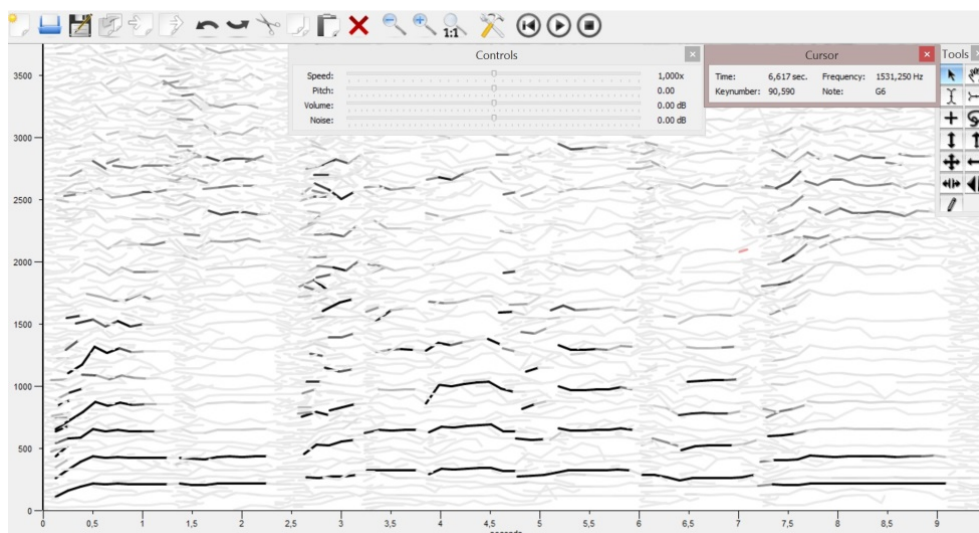 1:1
Controls
Speed: 1,000x
Pitch: 0.00
Volume: 0.00 dB
Noise: 0.00 dB
Cursor
Time: 6,617 sec. Frequency: 1531,250 Hz
Keynumber: 90,590 Note: G6
Tools
3500
3000
2500
2000
1500
1000
500
0
0 0,5 1 1,5 2 2,5 3 3,5 4 4,5 5 5,5 6 6,5 7 7,5 8 8,5 9